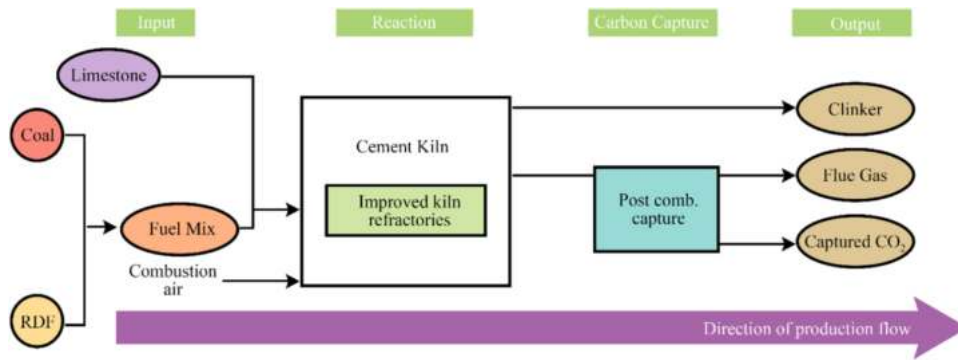 Input
Reaction
Carbon Capture
Output
Limestone
Coal
Fuel Mix
Combustion
air
RDF
Cement Kiln
Improved kiln
refractories
Post comb.
capture
Clinker
Flue Gas
Captured CO₂
Direction of production flow